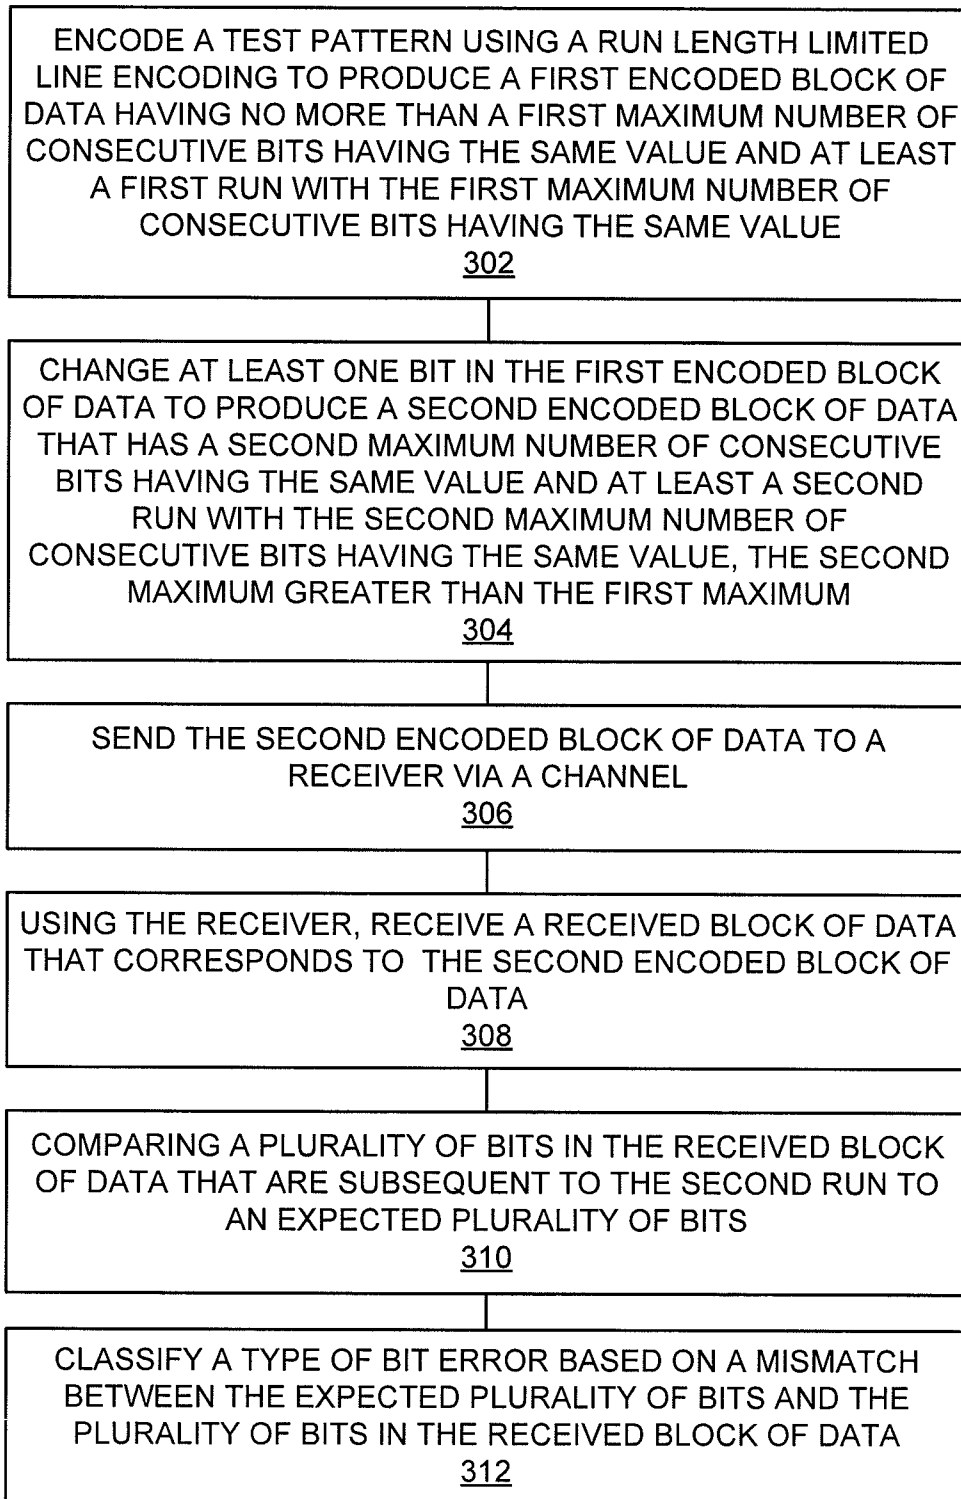 ENCODE A TEST PATTERN USING A RUN LENGTH LIMITED
LINE ENCODING TO PRODUCE A FIRST ENCODED BLOCK OF
DATA HAVING NO MORE THAN A FIRST MAXIMUM NUMBER OF
CONSECUTIVE BITS HAVING THE SAME VALUE AND AT LEAST
A FIRST RUN WITH THE FIRST MAXIMUM NUMBER OF
CONSECUTIVE BITS HAVING THE SAME VALUE
302
CHANGE AT LEAST ONE BIT IN THE FIRST ENCODED BLOCK
OF DATA TO PRODUCE A SECOND ENCODED BLOCK OF DATA
THAT HAS A SECOND MAXIMUM NUMBER OF CONSECUTIVE
BITS HAVING THE SAME VALUE AND AT LEAST A SECOND
RUN WITH THE SECOND MAXIMUM NUMBER OF
CONSECUTIVE BITS HAVING THE SAME VALUE, THE SECOND
MAXIMUM GREATER THAN THE FIRST MAXIMUM
304
SEND THE SECOND ENCODED BLOCK OF DATA TO A
RECEIVER VIA A CHANNEL
306
USING THE RECEIVER, RECEIVE A RECEIVED BLOCK OF DATA
THAT CORRESPONDS TO THE SECOND ENCODED BLOCK OF
DATA
308
COMPARING A PLURALITY OF BITS IN THE RECEIVED BLOCK
OF DATA THAT ARE SUBSEQUENT TO THE SECOND RUN TO
AN EXPECTED PLURALITY OF BITS
310
CLASSIFY A TYPE OF BIT ERROR BASED ON A MISMATCH
BETWEEN THE EXPECTED PLURALITY OF BITS AND THE
PLURALITY OF BITS IN THE RECEIVED BLOCK OF DATA
312